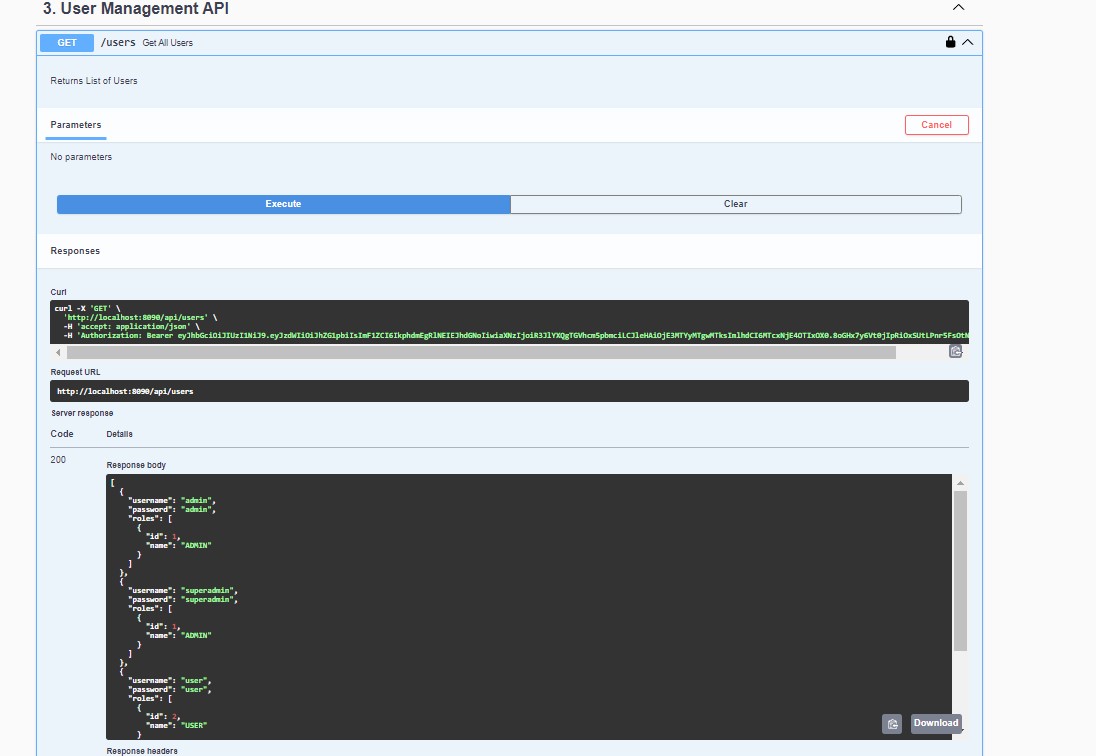 3. User Management API
GET /users Get All Users
Returns List of Users
Parameters
Cancel
No parameters
Execute
Clear
Responses
Curl
curl -X 'GET' \
'http://localhost:8090/api/users' \
-H 'accept: application/json' \
-H 'Authorization: Bearer
Request URL
http://localhost:8090/api/users
Server response
Code Details
200
Response body
[
{
"username": "admin",
"password": "admin",
"roles": [
{
"id": 1,
"name": "ADMIN"
}
]
},
{
"username": "superadmin",
"password": "superadmin",
"roles": [
{
"id": 1,
"name": "ADMIN"
}
]
},
{
"username": "user",
"password": "user",
"roles": [
{
"id": 2,
"name": "USER"
}
Download
Response headers